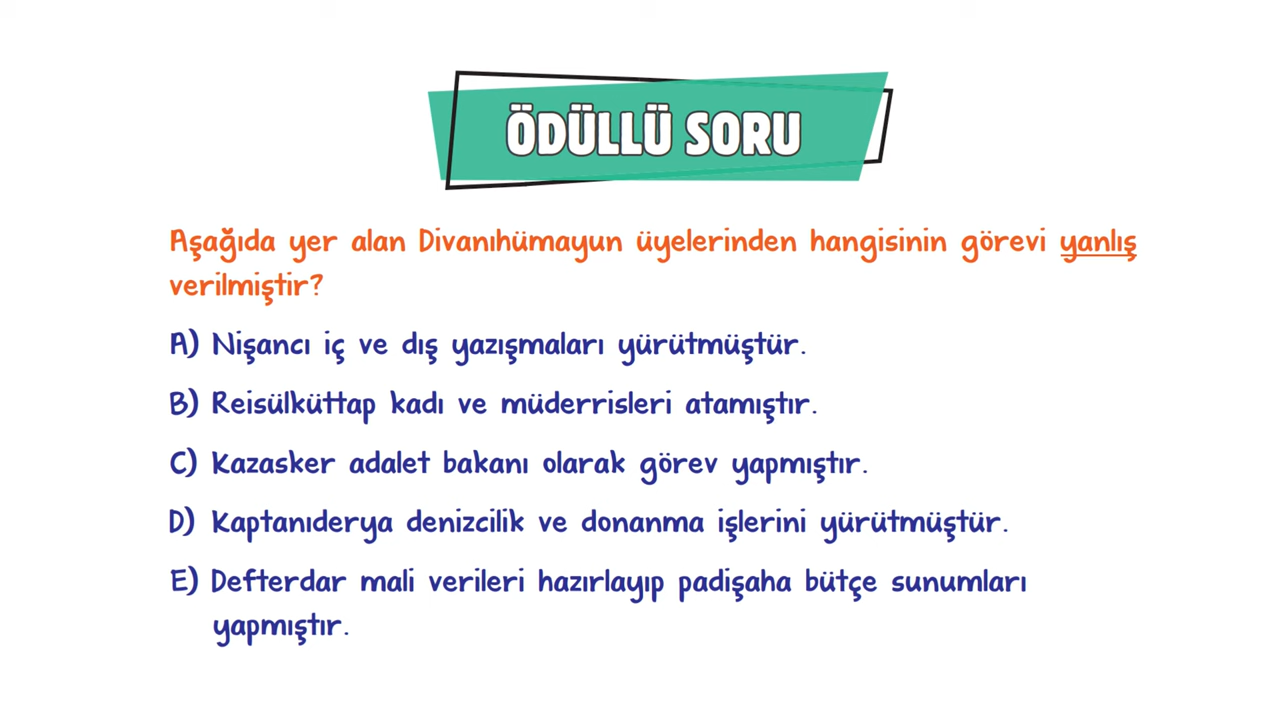 ÖDÜLLÜ SORU
Aşağıda yer alan Divanıhümayun üyelerinden hangisinin görevi yanlış
verilmiştir?
A) Nişancı iç ve dış yazışmaları yürütmüştür.
B) Reisülküttap kadı ve müderrisleri atamıştır.
C) Kazasker adalet bakanı olarak görev yapmıştır.
D) Kaptanıderya denizcilik ve donanma işlerini yürütmüştür.
E) Defterdar mali verileri hazırlayıp padişaha bütçe sunumları
yapmıştır.